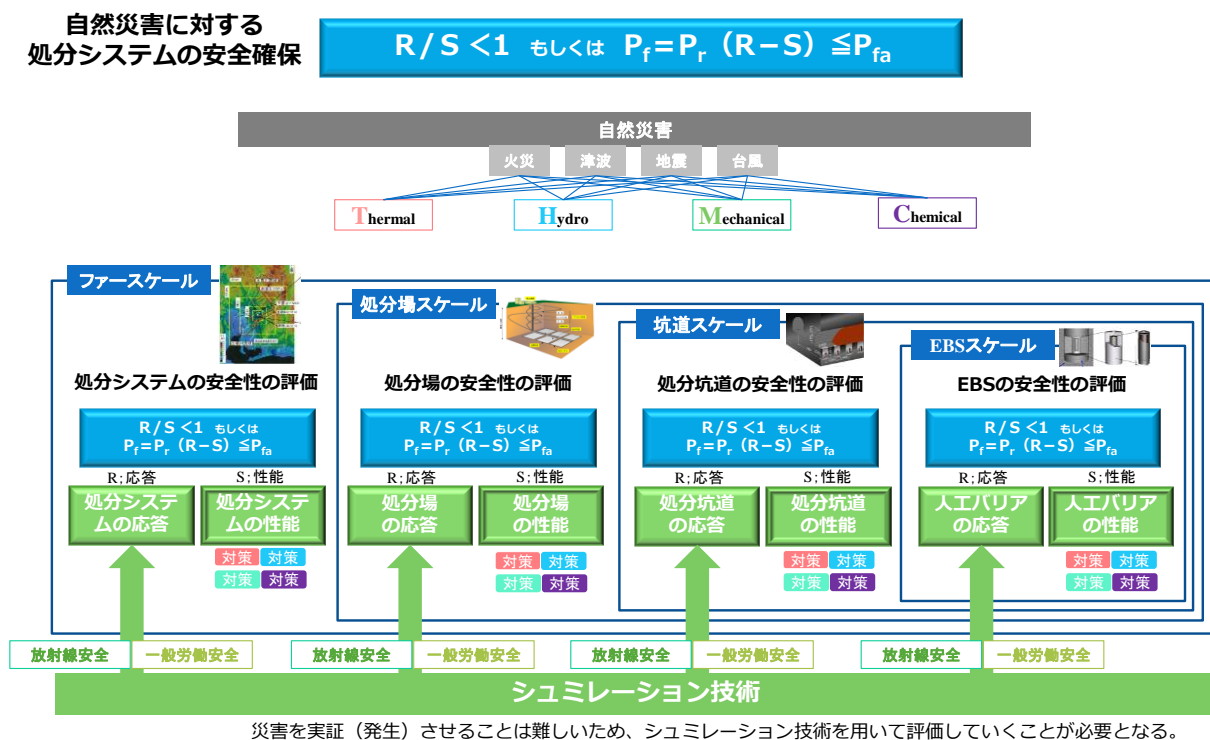 自然災害に対する
処分システムの安全確保
R/S<1 もしくは Pf=Pr(R-S)≦Pfa
自然災害
火災 津波 地震 台風
Thermal Hydro Mechanical Chemical
ファースケール
処分システムの安全性の評価
R/S<1 もしくは
Pf=Pr(R-S)≦Pfa
R;応答 S;性能
処分システ
ムの応答
処分システ
ムの性能
対策 対策
対策 対策
処分場スケール
処分場の安全性の評価
R/S<1 もしくは
Pf=Pr(R-S)≦Pfa
R;応答 S;性能
処分場
の応答
処分場
の性能
対策 対策
対策 対策
坑道スケール
処分坑道の安全性の評価
R/S<1 もしくは
Pf=Pr(R-S)≦Pfa
R;応答 S;性能
処分坑道
の応答
処分坑道
の性能
対策 対策
対策 対策
EBSスケール
EBSの安全性の評価
R/S<1 もしくは
Pf=Pr(R-S)≦Pfa
R;応答 S;性能
人工バリア
の応答
人工バリア
の性能
対策 対策
対策 対策
放射線安全 一般労働安全 放射線安全 一般労働安全 放射線安全 一般労働安全 放射線安全 一般労働安全
シュミレーション技術
災害を実証（発生）させることは難しいため、シュミレーション技術を用いて評価していくことが必要となる。